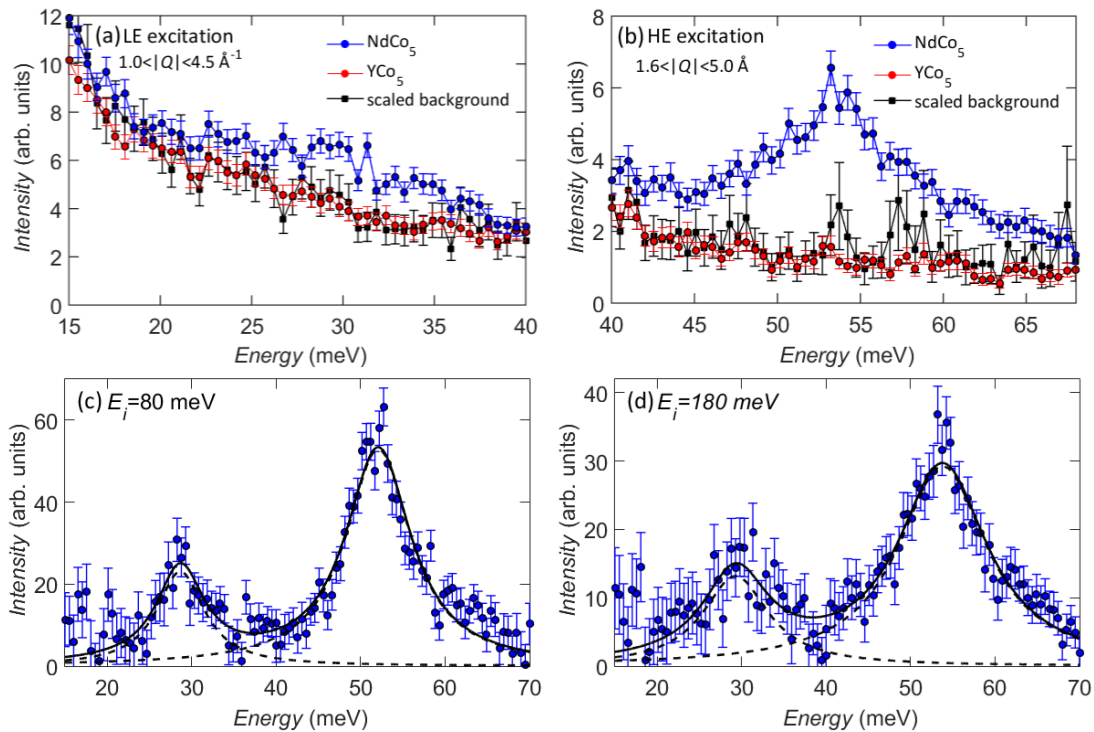 (a) LE excitation
1.0<|Q|<4.5 Å⁻¹
NdCo₅
YCo₅
scaled background
12
10
8
6
4
2
0
Intensity (arb. units)
15 20 25 30 35 40
Energy (meV)
(b) HE excitation
1.6<|Q|<5.0 Å
NdCo₅
YCo₅
scaled background
8
6
4
2
0
Intensity (arb. units)
40 45 50 55 60 65
Energy (meV)
(c) Eᵢ=80 meV
60
40
20
0
Intensity (arb. units)
20 30 40 50 60 70
Energy (meV)
(d) Eᵢ=180 meV
40
30
20
10
0
Intensity (arb. units)
20 30 40 50 60 70
Energy (meV)